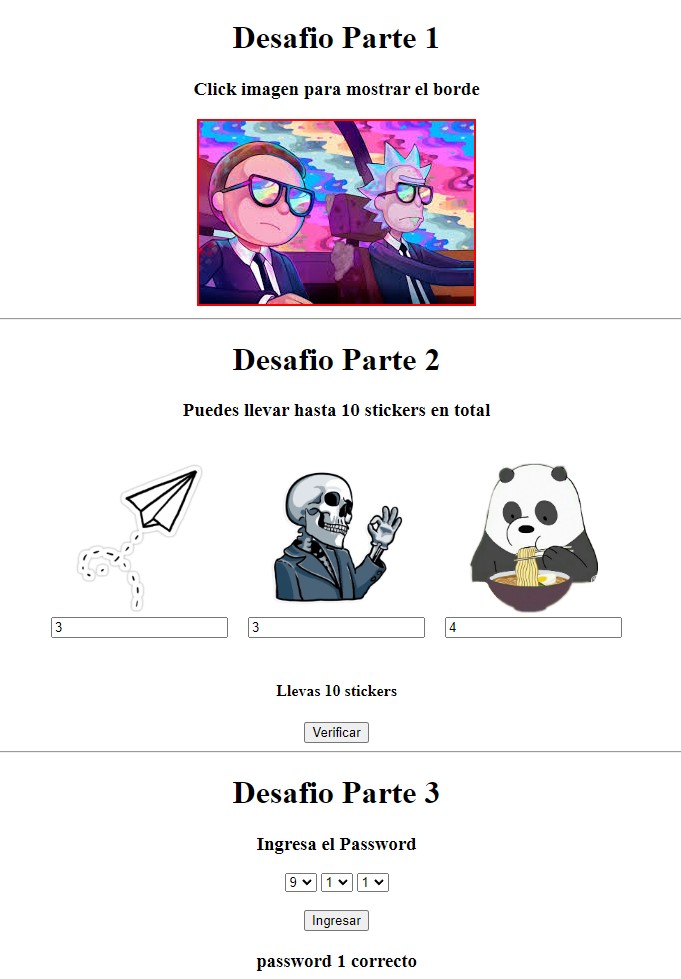 Desafio Parte 1
Click imagen para mostrar el borde
Desafio Parte 2
Puedes llevar hasta 10 stickers en total
3 3 4
Llevas 10 stickers
Verificar
Desafio Parte 3
Ingresa el Password
9 1 1
Ingresar
password 1 correcto